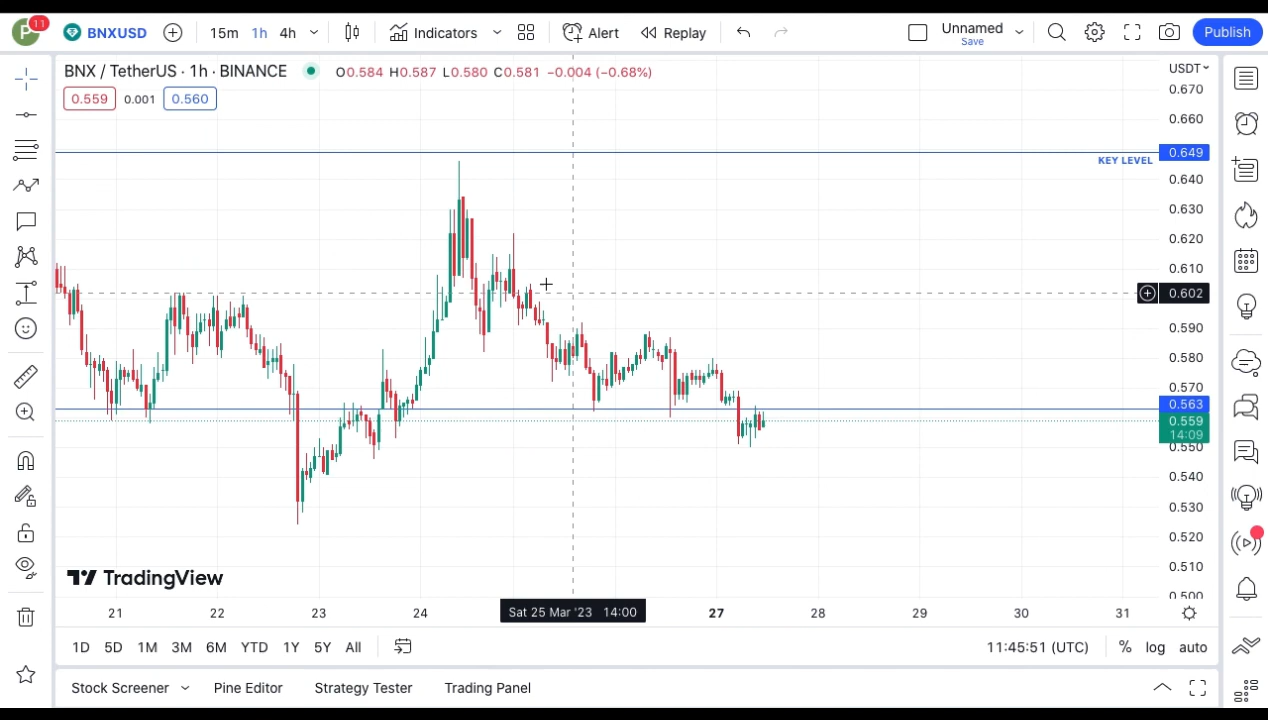 P 11 BNXUSD 15m 1h 4h Indicators Alert Replay Unnamed Save Publish
BNX / TetherUS · 1h · BINANCE O0.584 H0.587 L0.580 C0.581 −0.004 (−0.68%) USDT
0.559 0.001 0.560
0.670
0.660
0.649
KEY LEVEL
0.640
0.630
0.620
0.610
0.602
0.590
0.580
0.570
0.563
0.559
14:09
0.550
0.540
0.530
0.520
0.510
0.500
TradingView
21 22 23 24 Sat 25 Mar '23 14:00 27 28 29 30 31
1D 5D 1M 3M 6M YTD 1Y 5Y All 11:45:51 (UTC) % log auto
Stock Screener Pine Editor Strategy Tester Trading Panel